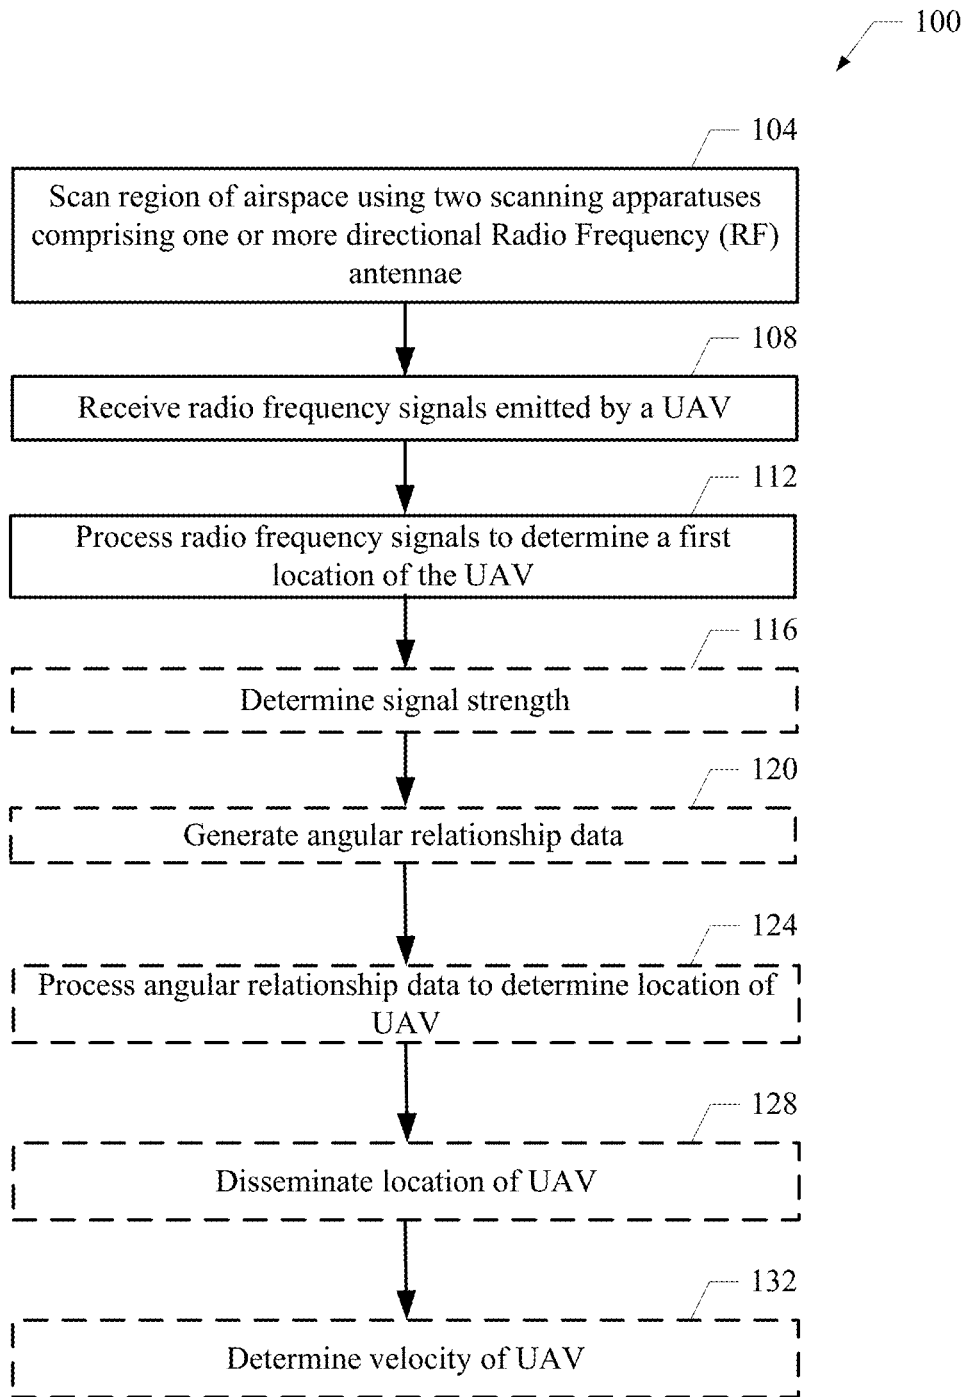 100
104
Scan region of airspace using two scanning apparatuses
comprising one or more directional Radio Frequency (RF)
antennae
108
Receive radio frequency signals emitted by a UAV
112
Process radio frequency signals to determine a first
location of the UAV
116
Determine signal strength
120
Generate angular relationship data
124
Process angular relationship data to determine location of
UAV
128
Disseminate location of UAV
132
Determine velocity of UAV